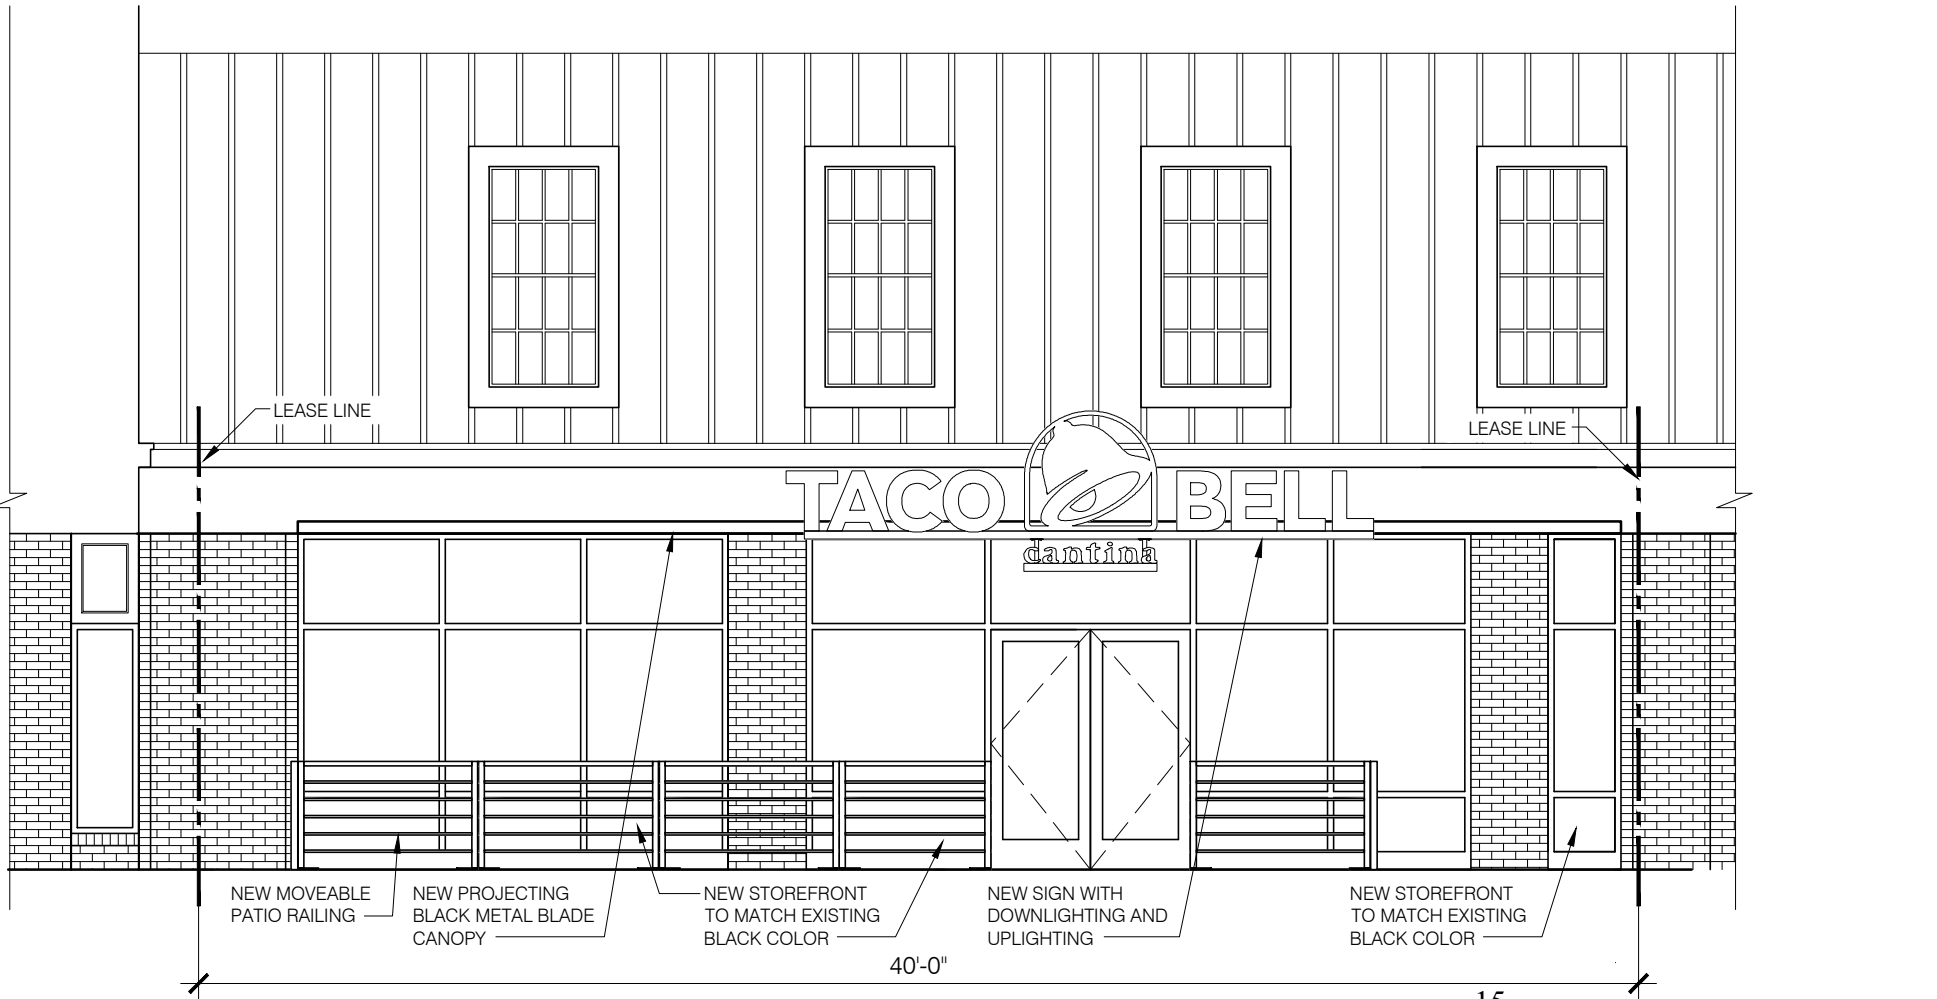 LEASE LINE
LEASE LINE
TACO BELL
cantina
NEW MOVEABLE
PATIO RAILING
NEW PROJECTING
BLACK METAL BLADE
CANOPY
NEW STOREFRONT
TO MATCH EXISTING
BLACK COLOR
NEW SIGN WITH
DOWNLIGHTING AND
UPLIGHTING
NEW STOREFRONT
TO MATCH EXISTING
BLACK COLOR
40'-0"
15